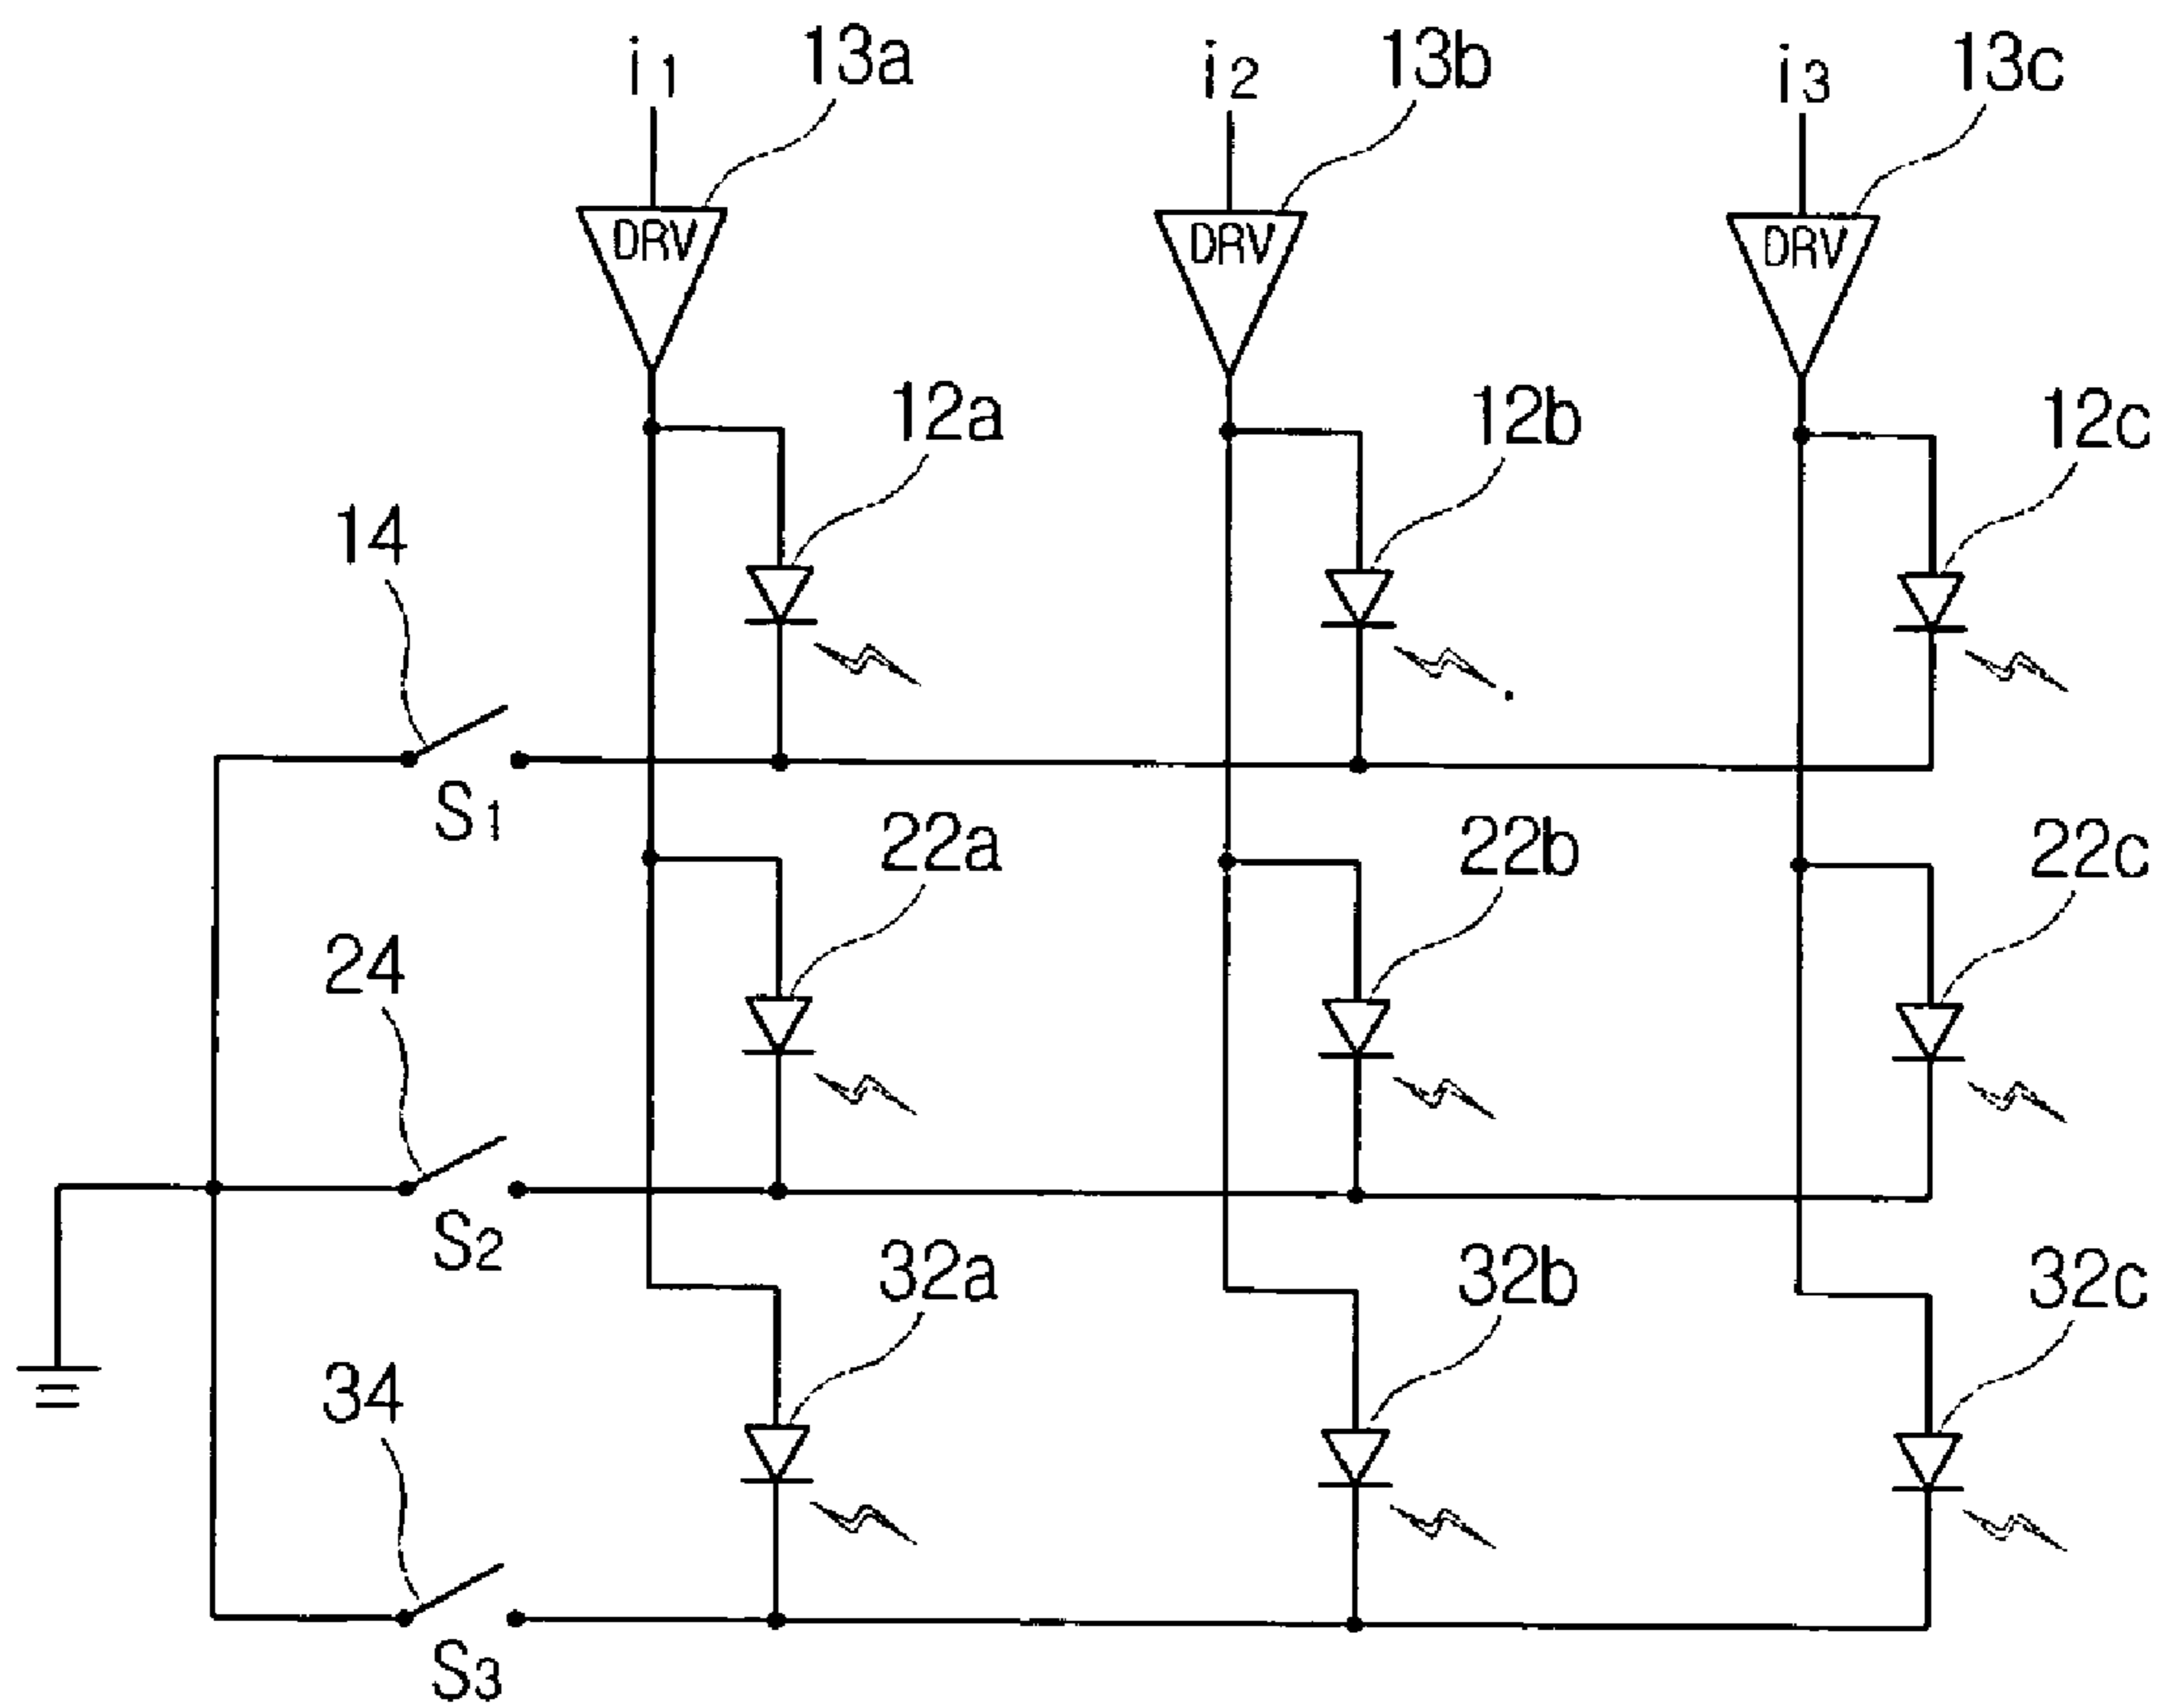 i1 13a i2 13b i3 13c
DRV DRV DRV
12a 12b 12c
14
S1
22a 22b 22c
24
S2
32a 32b 32c
34
S3